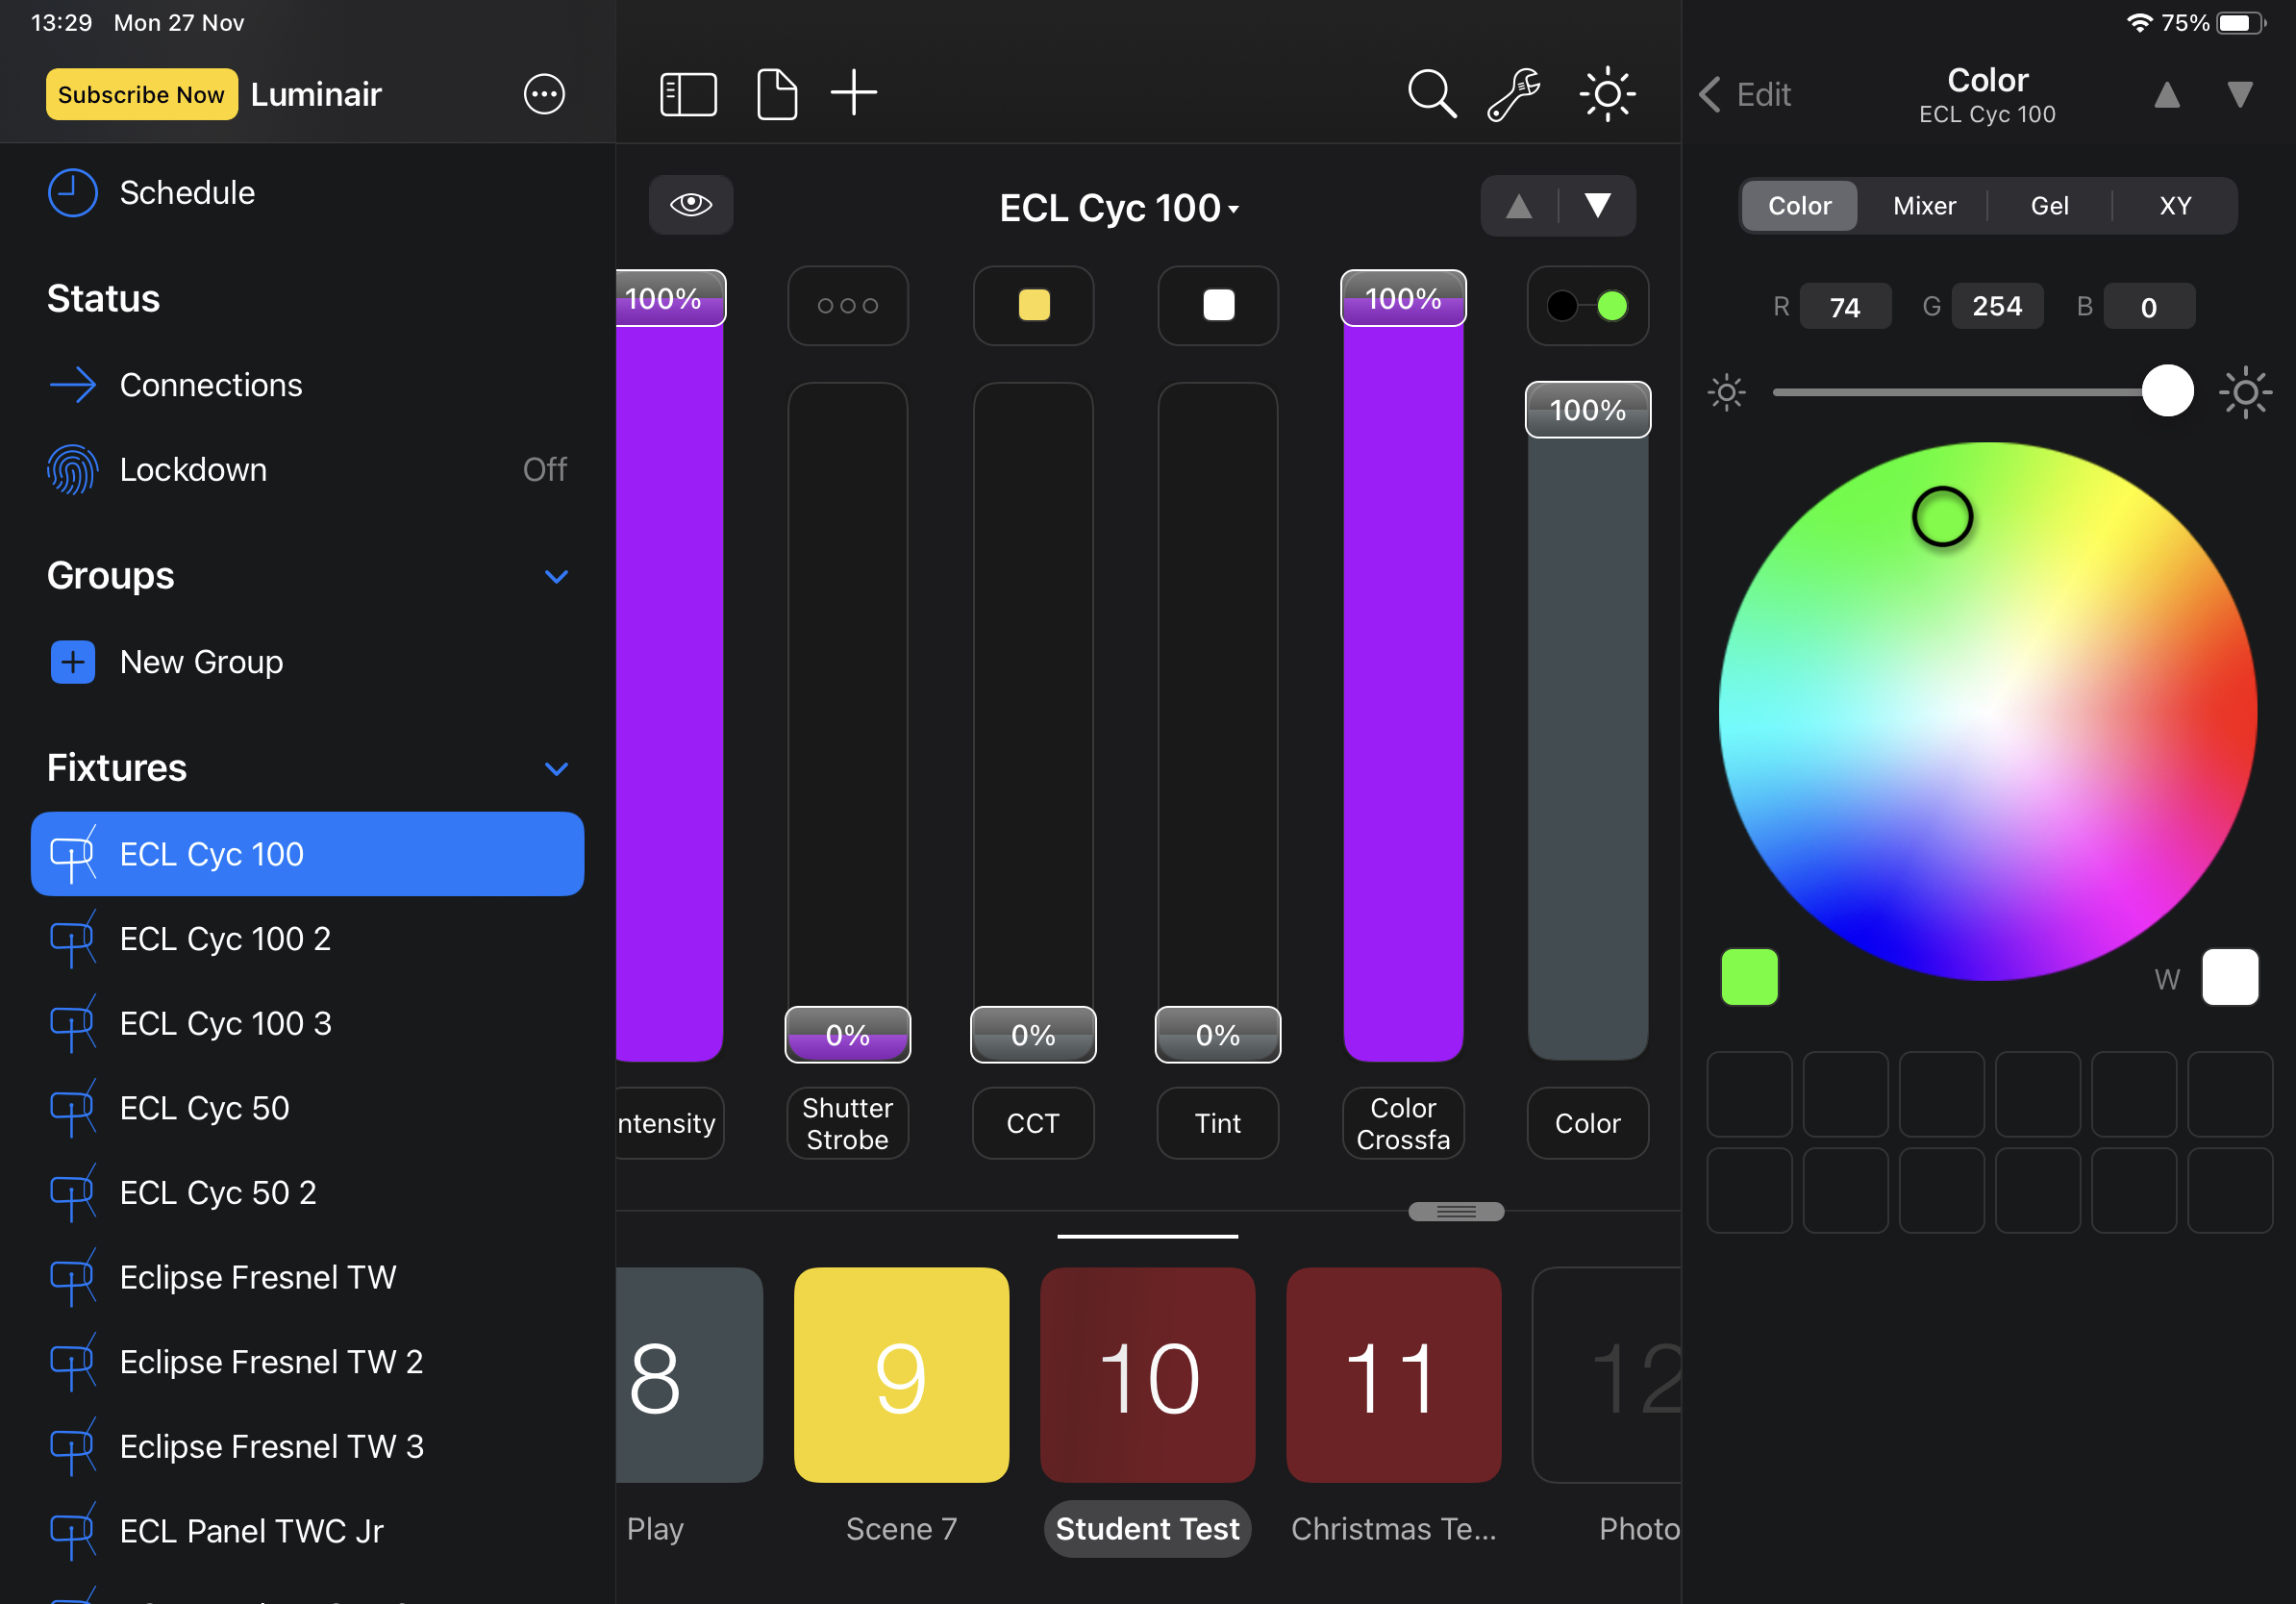 13:29 Mon 27 Nov
75%
Subscribe Now
Luminair
Schedule
Status
Connections
Lockdown
Off
Groups
New Group
Fixtures
ECL Cyc 100
ECL Cyc 100 2
ECL Cyc 100 3
ECL Cyc 50
ECL Cyc 50 2
Eclipse Fresnel TW
Eclipse Fresnel TW 2
Eclipse Fresnel TW 3
ECL Panel TWC Jr
ECL Cyc 100
100%
0%
0%
0%
100%
100%
ntensity
Shutter
Strobe
CCT
Tint
Color
Crossfa
Color
8
9
10
11
12
Play
Scene 7
Student Test
Christmas Te...
Photo
Edit
Color
ECL Cyc 100
Color
Mixer
Gel
XY
R 74 G 254 B 0
W